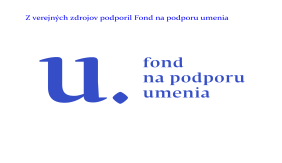 Z verejných zdrojov podporil Fond na podporu umenia
u.
fond
na podporu
umenia